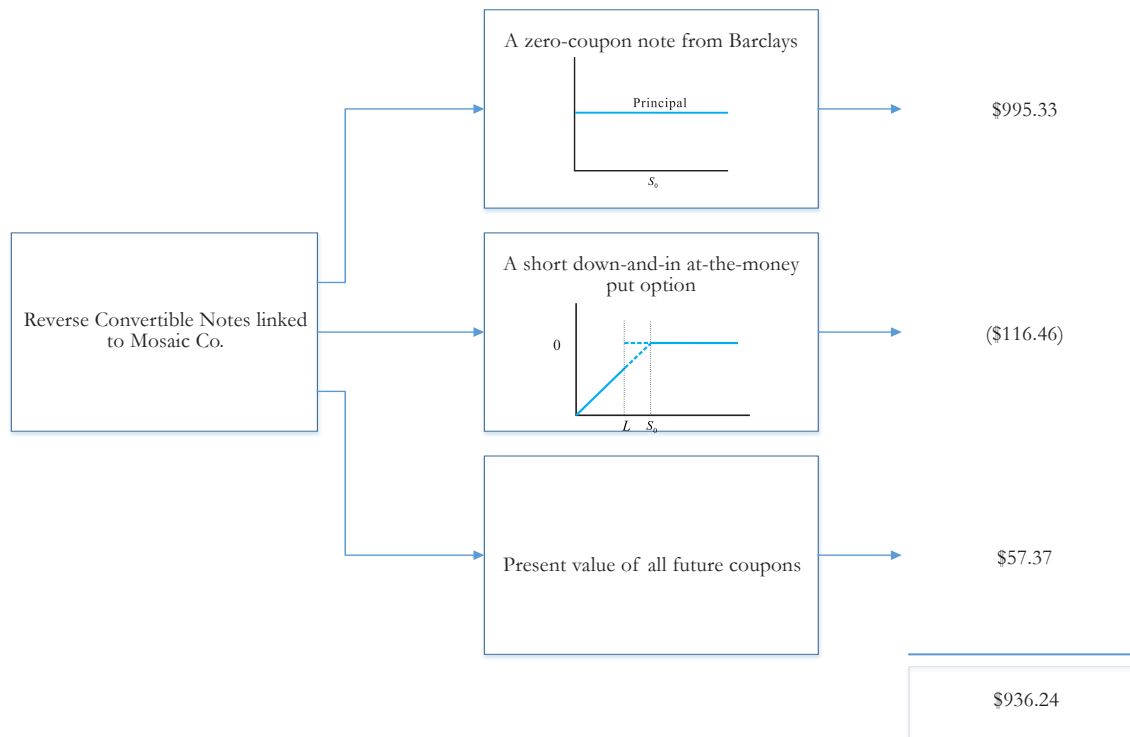 A zero-coupon note from Barclays
Principal
S₀
$995.33
Reverse Convertible Notes linked
to Mosaic Co.
A short down-and-in at-the-money
put option
0
L S₀
($116.46)
Present value of all future coupons
$57.37
$936.24